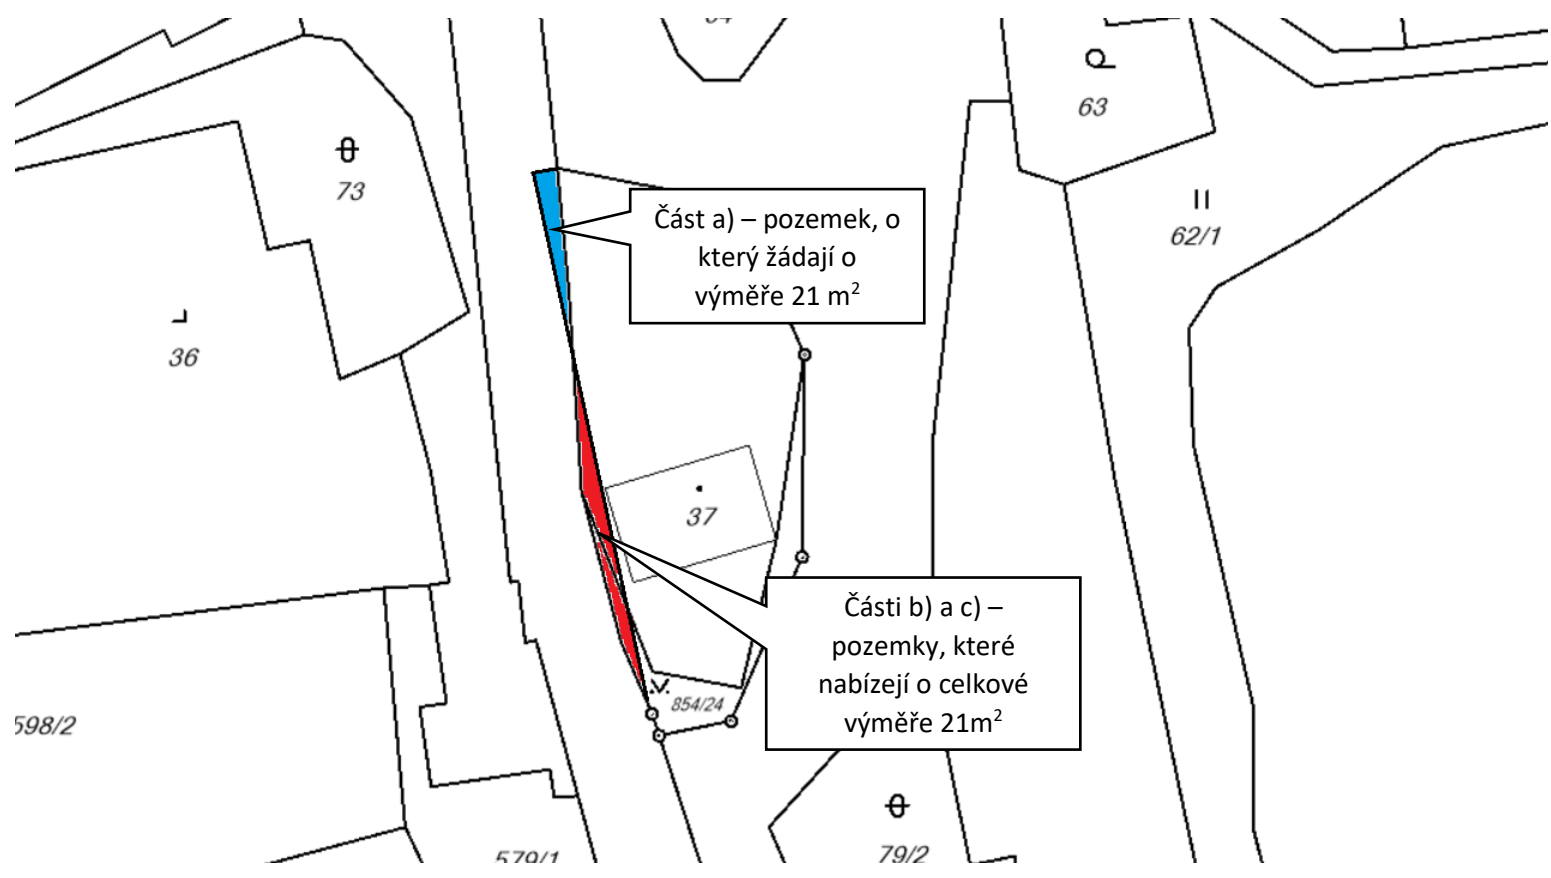 63
73
Část a) – pozemek, o
který žádají o
výměře 21 m²
62/1
36
37
Části b) a c) –
pozemky, které
nabízejí o celkové
výměře 21m²
854/24
598/2
579/1
79/2